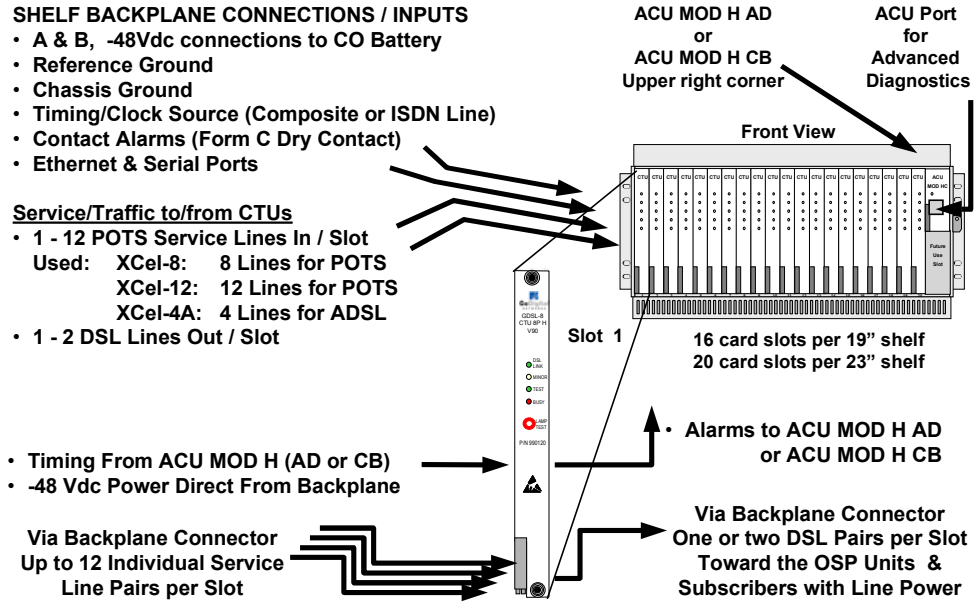 SHELF BACKPLANE CONNECTIONS / INPUTS
• A & B, -48Vdc connections to CO Battery
• Reference Ground
• Chassis Ground
• Timing/Clock Source (Composite or ISDN Line)
• Contact Alarms (Form C Dry Contact)
• Ethernet & Serial Ports
Service/Traffic to/from CTUs
• 1 - 12 POTS Service Lines In / Slot
Used: XCel-8: 8 Lines for POTS
XCel-12: 12 Lines for POTS
XCel-4A: 4 Lines for ADSL
• 1 - 2 DSL Lines Out / Slot
ACU MOD H AD
or
ACU MOD H CB
Upper right corner
ACU Port
for
Advanced
Diagnostics
Front View
CTU CTU CTU CTU CTU CTU CTU CTU CTU CTU CTU CTU CTU CTU CTU CTU CTU CTU CTU CTU
ACU
MOD HC
Future
Use
Slot
16 card slots per 19” shelf
20 card slots per 23” shelf
Slot 1
GoDigital
NETWORKS
GDSL-8
CTU 8P H
V90
DSL
LINK
MINOR
TEST
BUSY
LAMP
TEST
P/N 990120
• Timing From ACU MOD H (AD or CB)
• -48 Vdc Power Direct From Backplane
• Alarms to ACU MOD H AD
or ACU MOD H CB
Via Backplane Connector
Up to 12 Individual Service
Line Pairs per Slot
Via Backplane Connector
One or two DSL Pairs per Slot
Toward the OSP Units &
Subscribers with Line Power